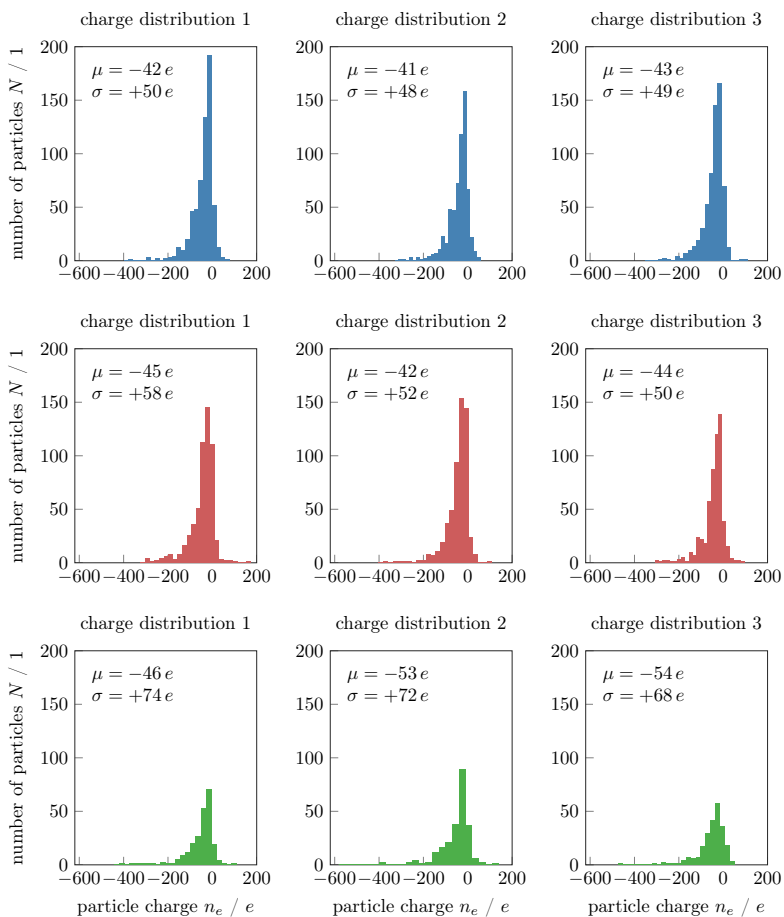 charge distribution 1
charge distribution 2
charge distribution 3
number of particles N / 1
200
150
100
50
0
μ = −42 e
σ = +50 e
−600 −400 −200 0 200
200
150
100
50
0
μ = −41 e
σ = +48 e
−600 −400 −200 0 200
200
150
100
50
0
μ = −43 e
σ = +49 e
−600 −400 −200 0 200
charge distribution 1
charge distribution 2
charge distribution 3
number of particles N / 1
200
150
100
50
0
μ = −45 e
σ = +58 e
−600 −400 −200 0 200
200
150
100
50
0
μ = −42 e
σ = +52 e
−600 −400 −200 0 200
200
150
100
50
0
μ = −44 e
σ = +50 e
−600 −400 −200 0 200
charge distribution 1
charge distribution 2
charge distribution 3
number of particles N / 1
200
150
100
50
0
μ = −46 e
σ = +74 e
−600 −400 −200 0 200
particle charge nₑ / e
200
150
100
50
0
μ = −53 e
σ = +72 e
−600 −400 −200 0 200
particle charge nₑ / e
200
150
100
50
0
μ = −54 e
σ = +68 e
−600 −400 −200 0 200
particle charge nₑ / e